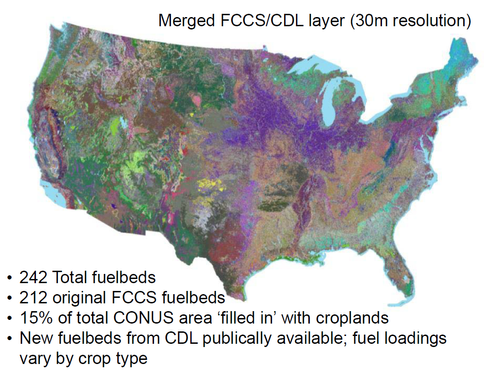 Merged FCCS/CDL layer (30m resolution)
• 242 Total fuelbeds
• 212 original FCCS fuelbeds
• 15% of total CONUS area ‘filled in’ with croplands
• New fuelbeds from CDL publically available; fuel loadings
vary by crop type